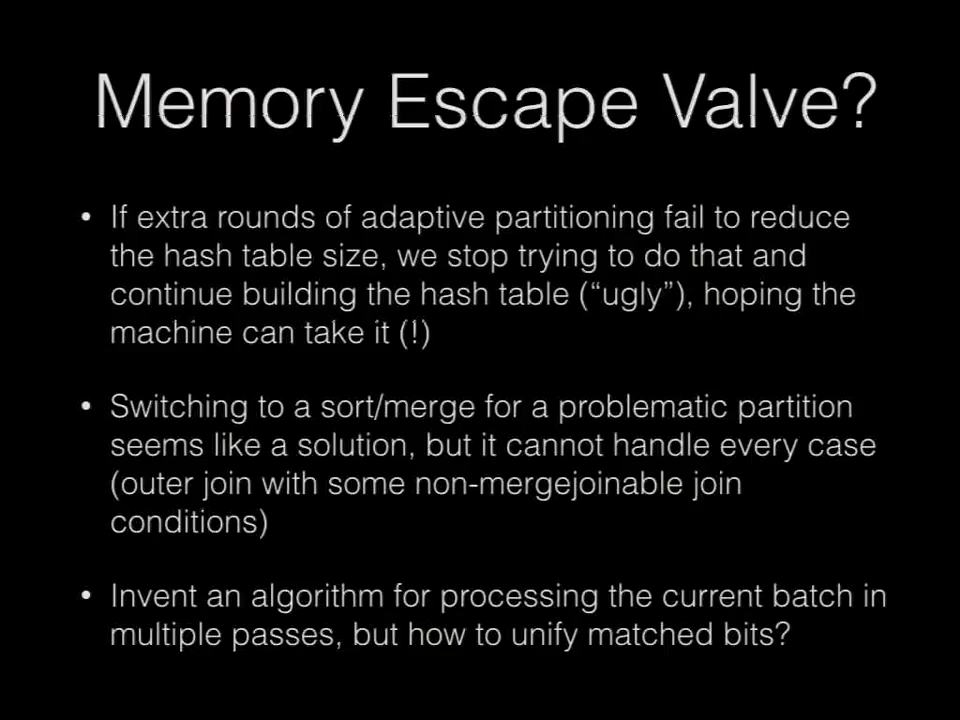 Memory Escape Valve?
• If extra rounds of adaptive partitioning fail to reduce
the hash table size, we stop trying to do that and
continue building the hash table (“ugly”), hoping the
machine can take it (!)
• Switching to a sort/merge for a problematic partition
seems like a solution, but it cannot handle every case
(outer join with some non-mergejoinable join
conditions)
• Invent an algorithm for processing the current batch in
multiple passes, but how to unify matched bits?